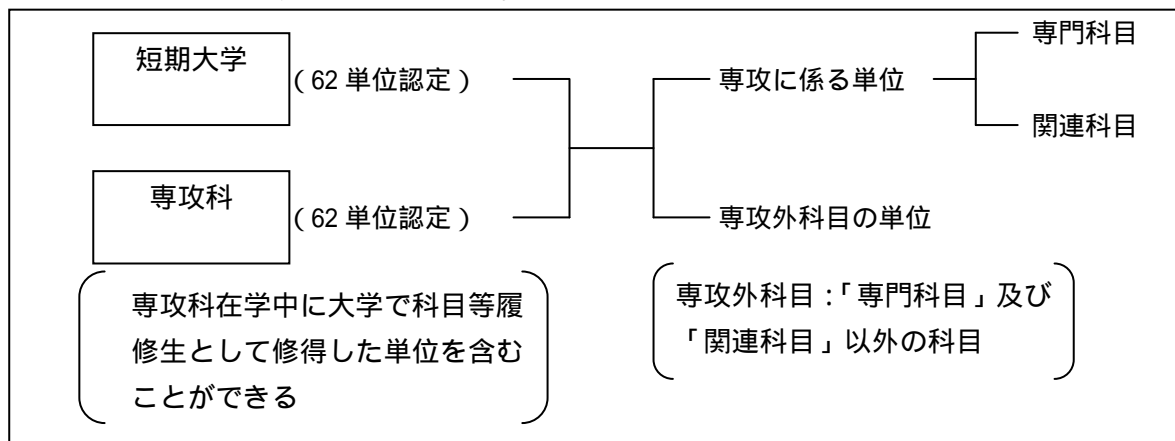 短期大学
(62単位認定)
専攻科
(62単位認定)
専攻に係る単位
専門科目
関連科目
専攻外科目の単位
専攻科在学中に大学で科目等履
修生として修得した単位を含む
ことができる
専攻外科目:「専門科目」及び
「関連科目」以外の科目